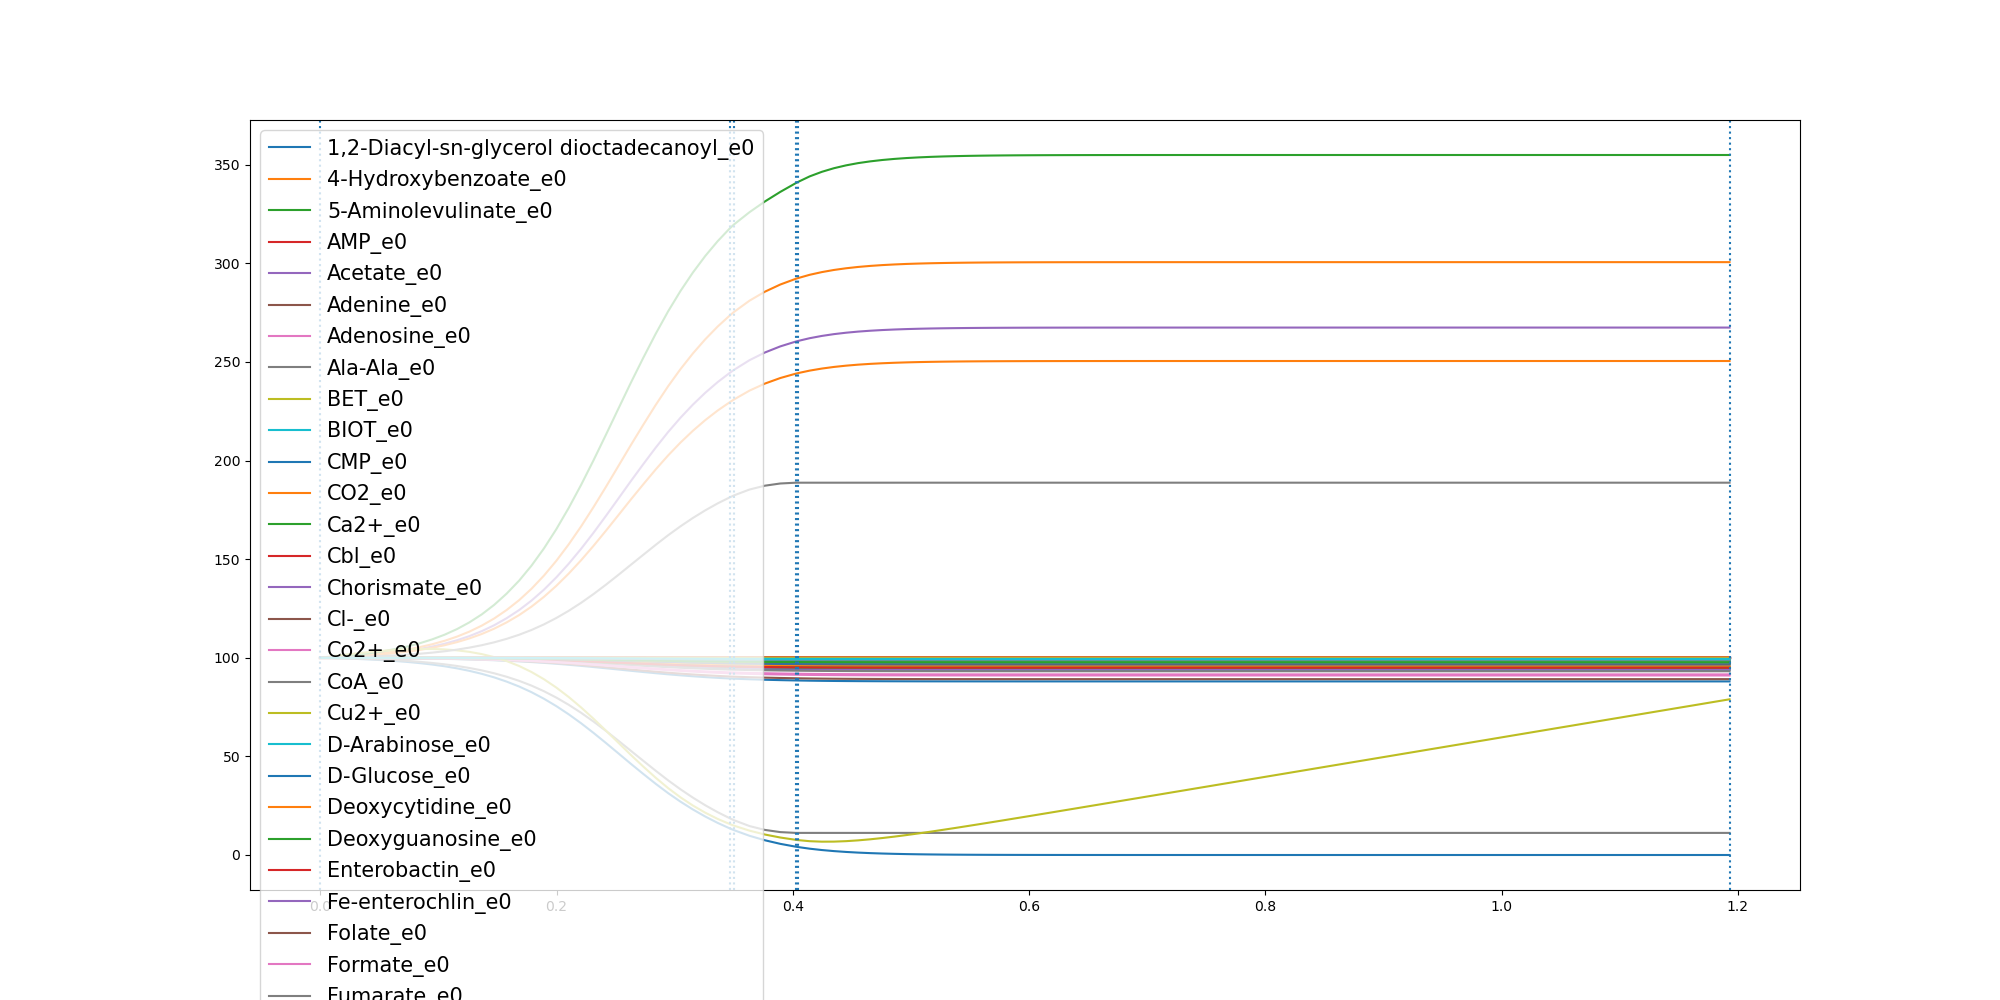 350
300
250
200
150
100
50
0
1,2-Diacyl-sn-glycerol dioctadecanoyl_e0
4-Hydroxybenzoate_e0
5-Aminolevulinate_e0
AMP_e0
Acetate_e0
Adenine_e0
Adenosine_e0
Ala-Ala_e0
BET_e0
BIOT_e0
CMP_e0
CO2_e0
Ca2+_e0
Cbl_e0
Chorismate_e0
Cl-_e0
Co2+_e0
CoA_e0
Cu2+_e0
D-Arabinose_e0
D-Glucose_e0
Deoxycytidine_e0
Deoxyguanosine_e0
Enterobactin_e0
Fe-enterochlin_e0
Folate_e0
Formate_e0
Fumarate_e0
0.0 0.2 0.4 0.6 0.8 1.0 1.2